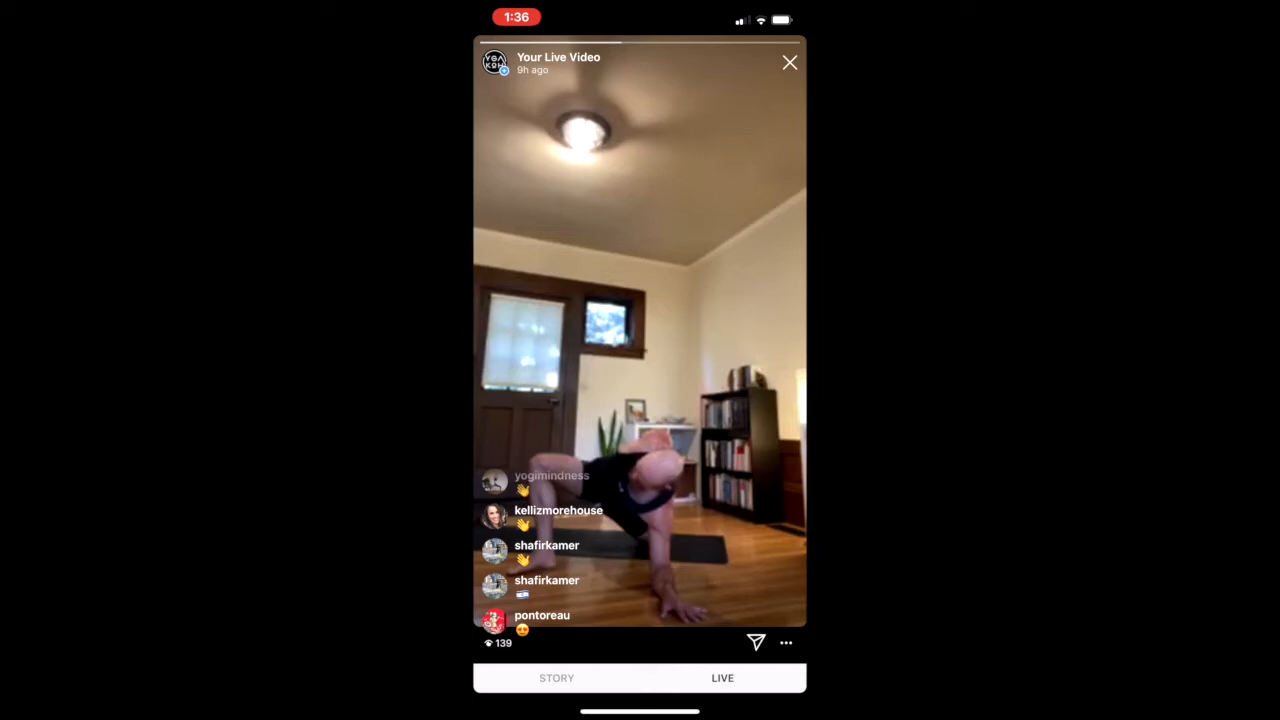 1:36
Your Live Video
9h ago
yogimindness
kellizmorehouse
shafirkamer
shafirkamer
pontoreau
139
STORY
LIVE